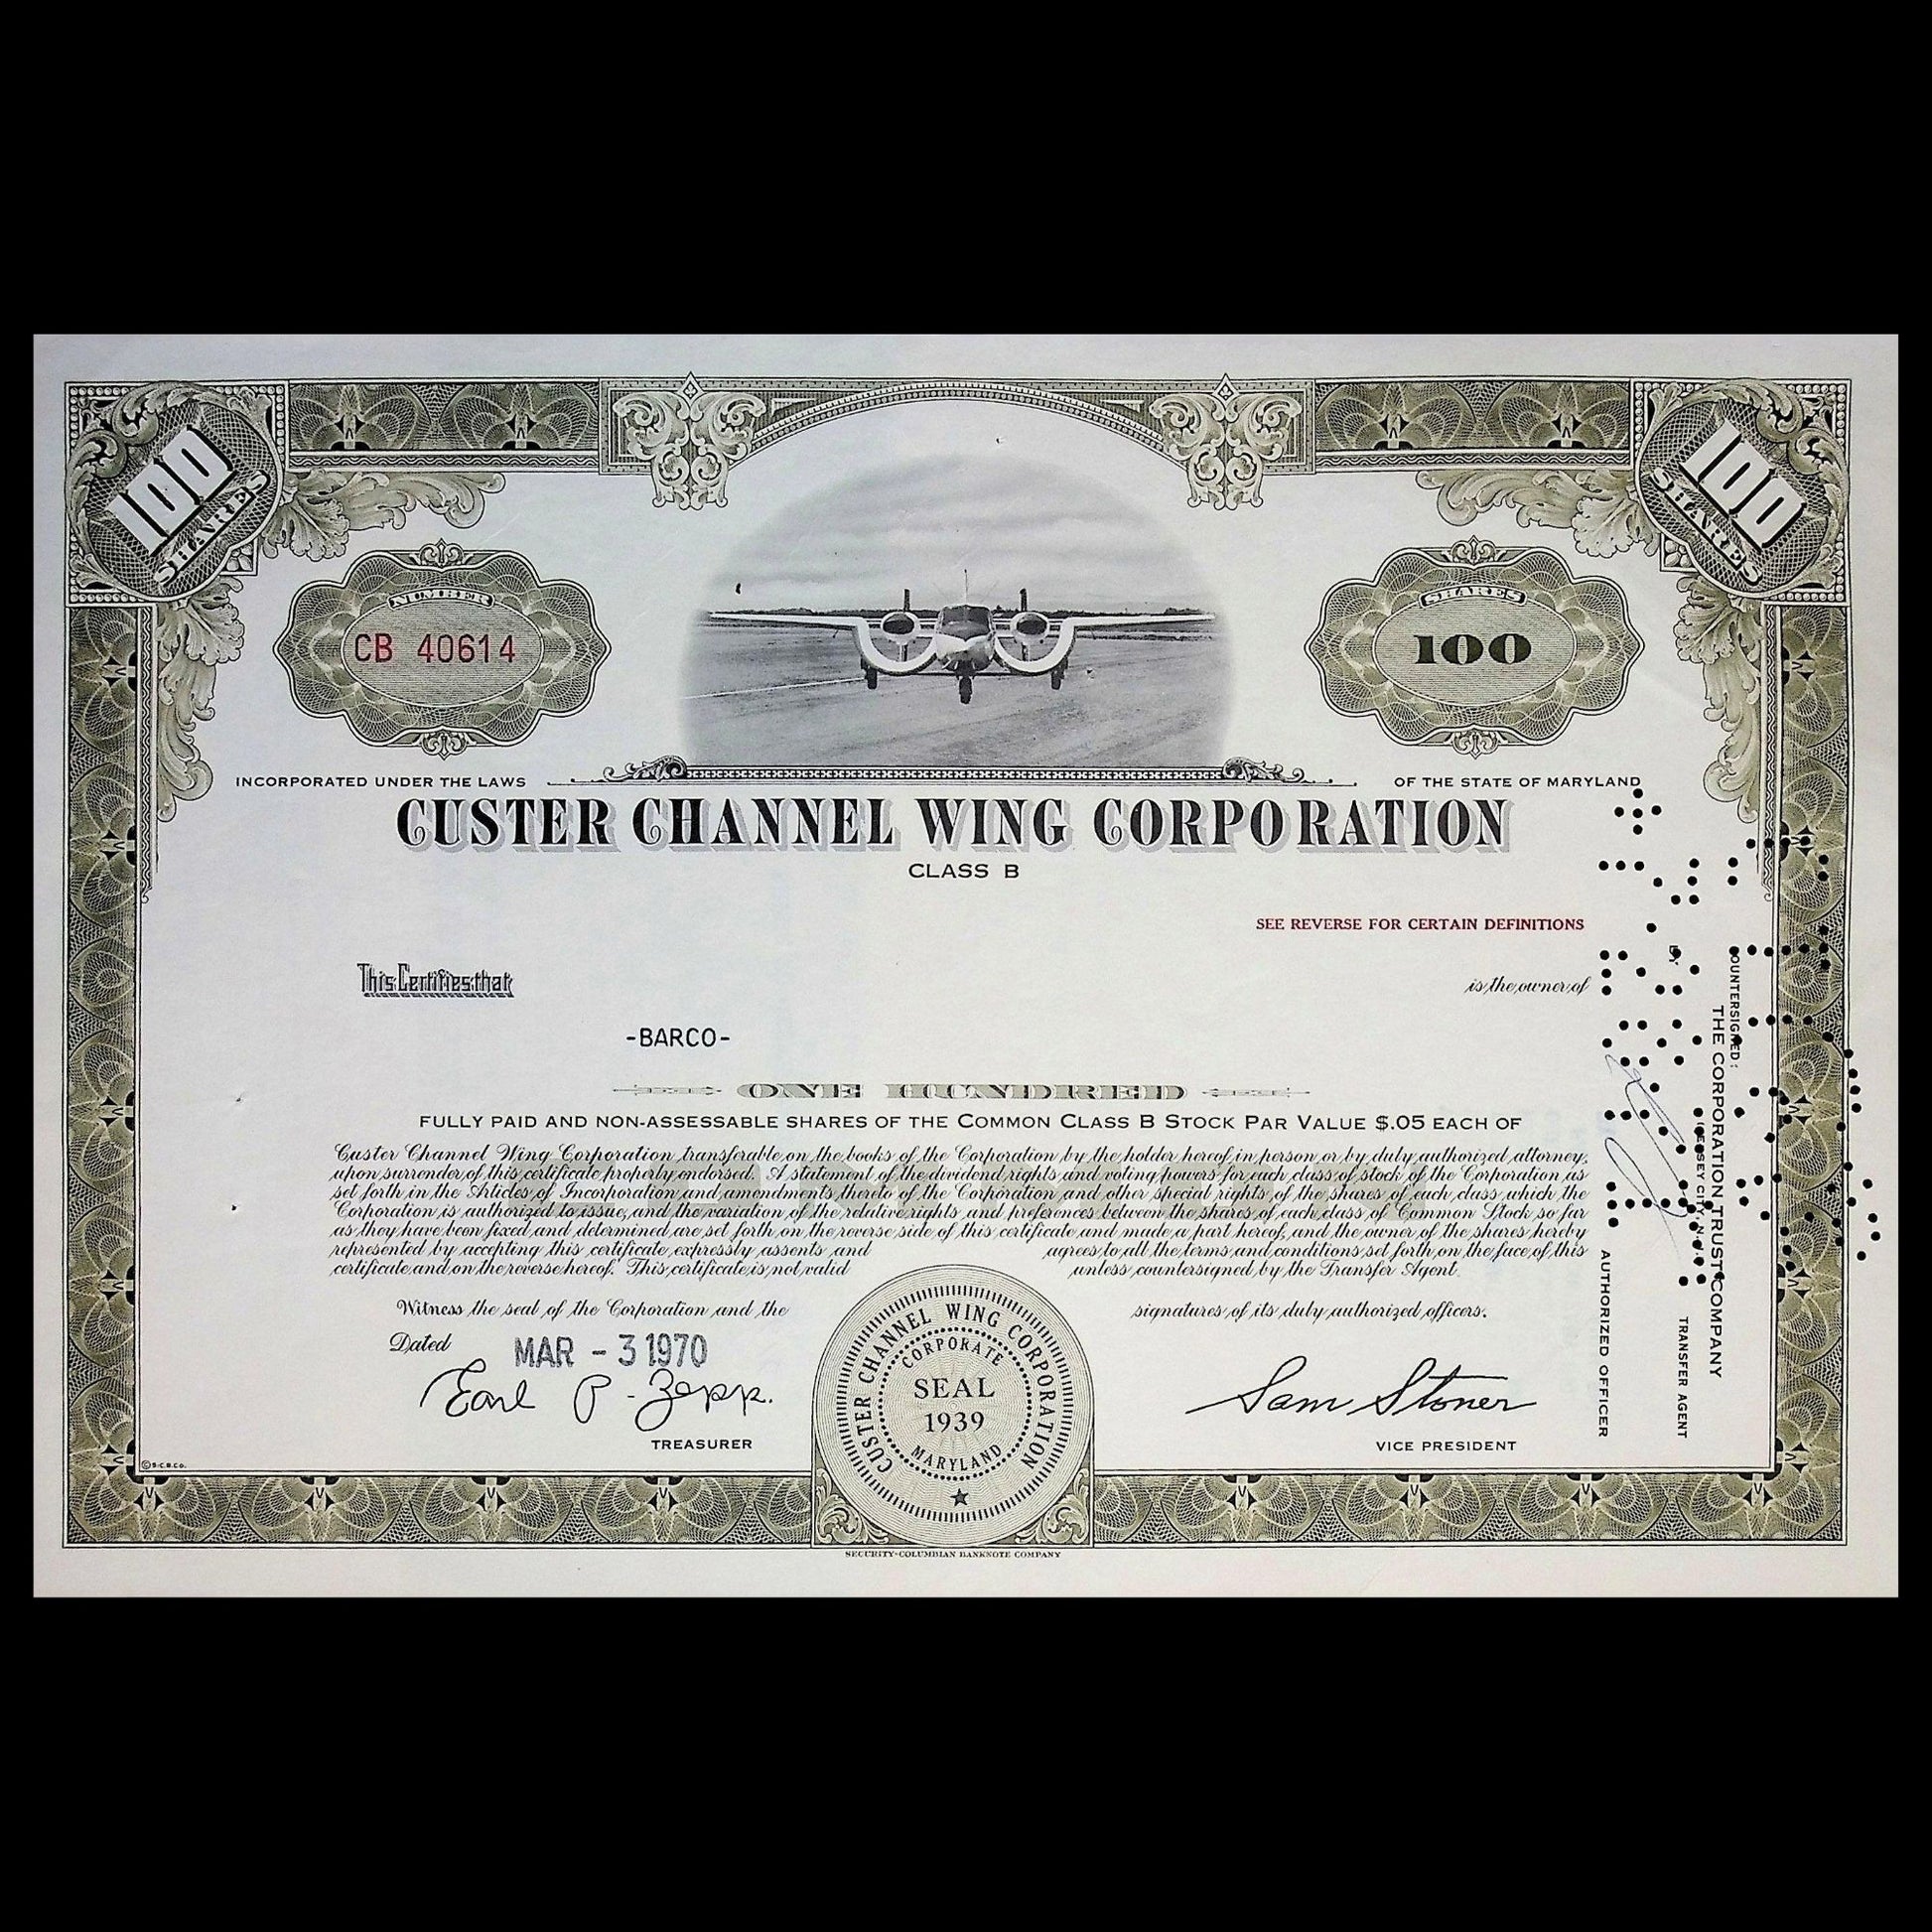 100
SHARES
100
SHARES
NUMBER
CB 40614
SHARES
100
INCORPORATED UNDER THE LAWS
OF THE STATE OF MARYLAND
CUSTER CHANNEL WING CORPORATION
CLASS B
SEE REVERSE FOR CERTAIN DEFINITIONS
This Certifies that
is the owner of
-BARCO-
ONE HUNDRED
FULLY PAID AND NON-ASSESSABLE SHARES OF THE COMMON CLASS B STOCK PAR VALUE $.05 EACH OF
Custer Channel Wing Corporation transferable on the books of the Corporation by the holder hereof in person or by duly authorized attorney,
upon surrender of this certificate properly endorsed. A statement of the dividend rights and voting powers for each class of stock of the Corporation as
set forth in the Articles of Incorporation and amendments thereto of the Corporation and other special rights of the shares of each class which the
Corporation is authorized to issue, and the variation of the relative rights and preferences between the shares of each class of Common Stock so far
as they have been fixed and determined are set forth on the reverse side of this certificate and made a part hereof, and the owner of the shares hereby
represented by accepting this certificate expressly assents and agrees to all the terms and conditions set forth on the face of this
certificate and on the reverse hereof. This certificate is not valid unless countersigned by the Transfer Agent.
Witness the seal of the Corporation and the signatures of its duly authorized officers.
Dated MAR - 3 1970
Earl P. Zepp.
TREASURER
CUSTER CHANNEL WING CORPORATION
CORPORATE
SEAL
1939
MARYLAND
Sam Stoner
VICE PRESIDENT
COUNTERSIGNED:
THE CORPORATION TRUST COMPANY
(JERSEY CITY, N.J.)
TRANSFER AGENT
BY
AUTHORIZED OFFICER
© S.C.B.CO.
SECURITY-COLUMBIAN BANKNOTE COMPANY